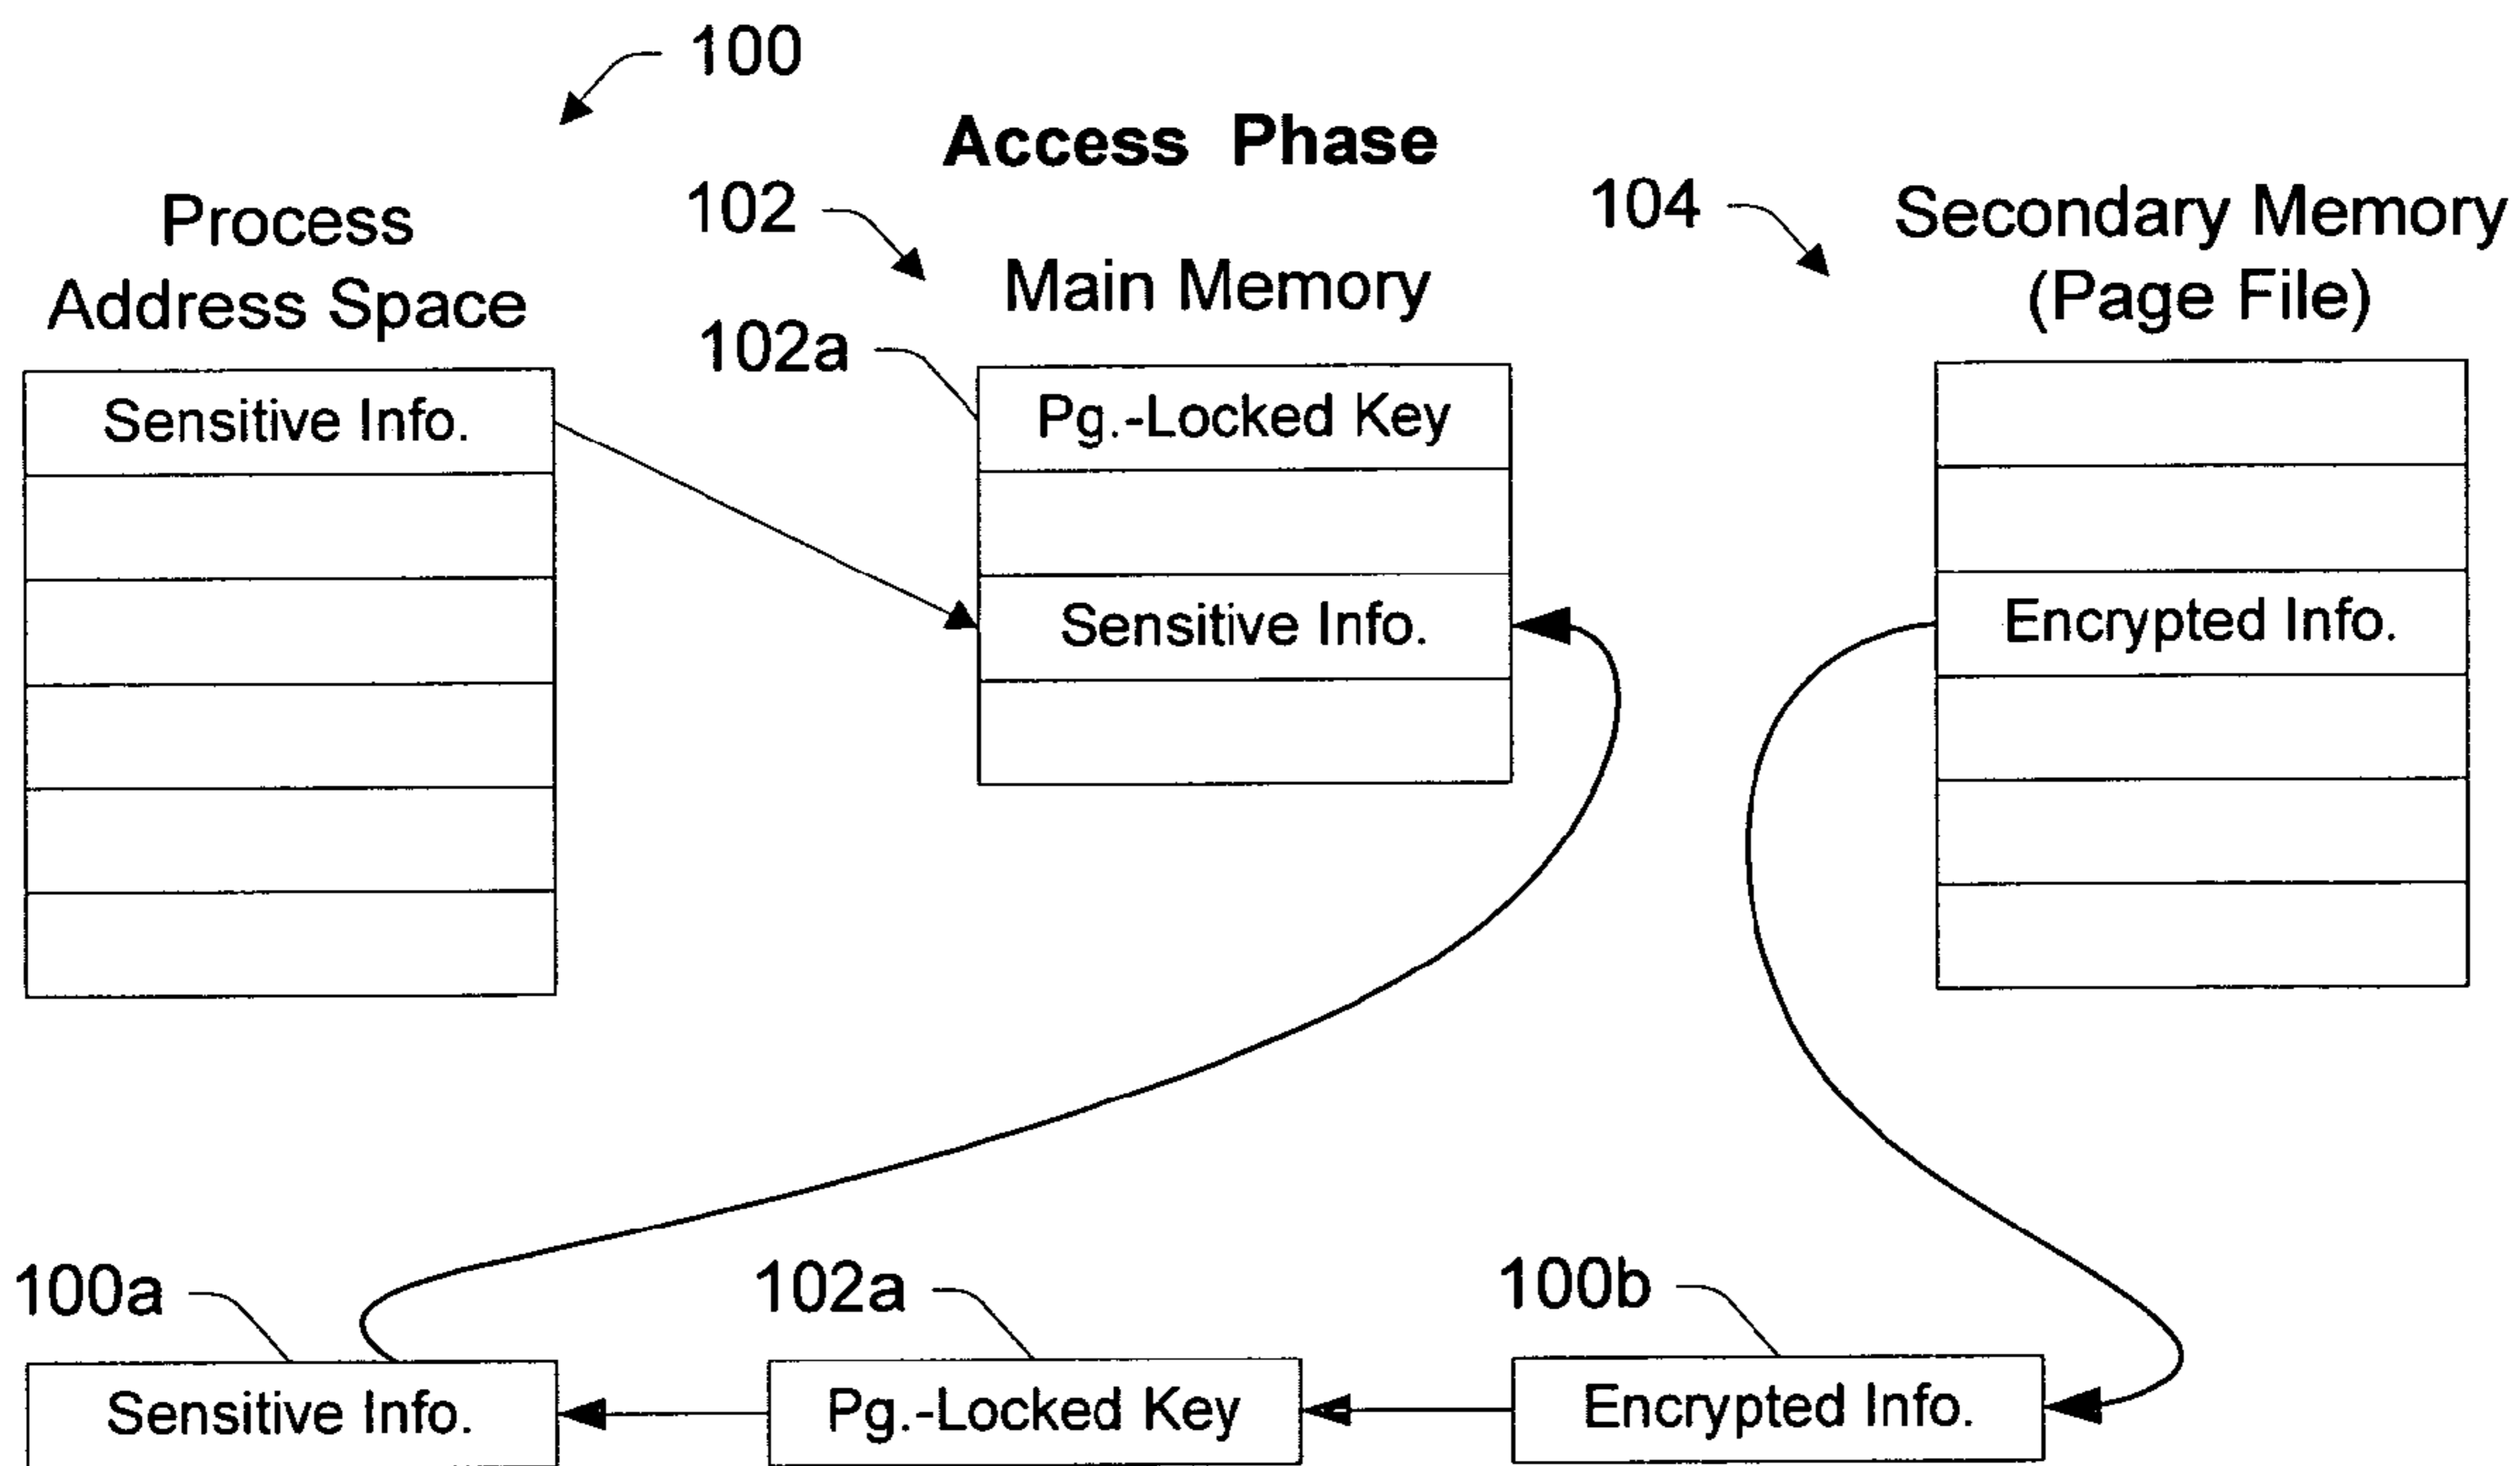 100
Access Phase
Process
Address Space
102
Main Memory
102a
104
Secondary Memory
(Page File)
Sensitive Info.
Pg.-Locked Key
Sensitive Info.
Encrypted Info.
100a
102a
100b
Sensitive Info.
Pg.-Locked Key
Encrypted Info.